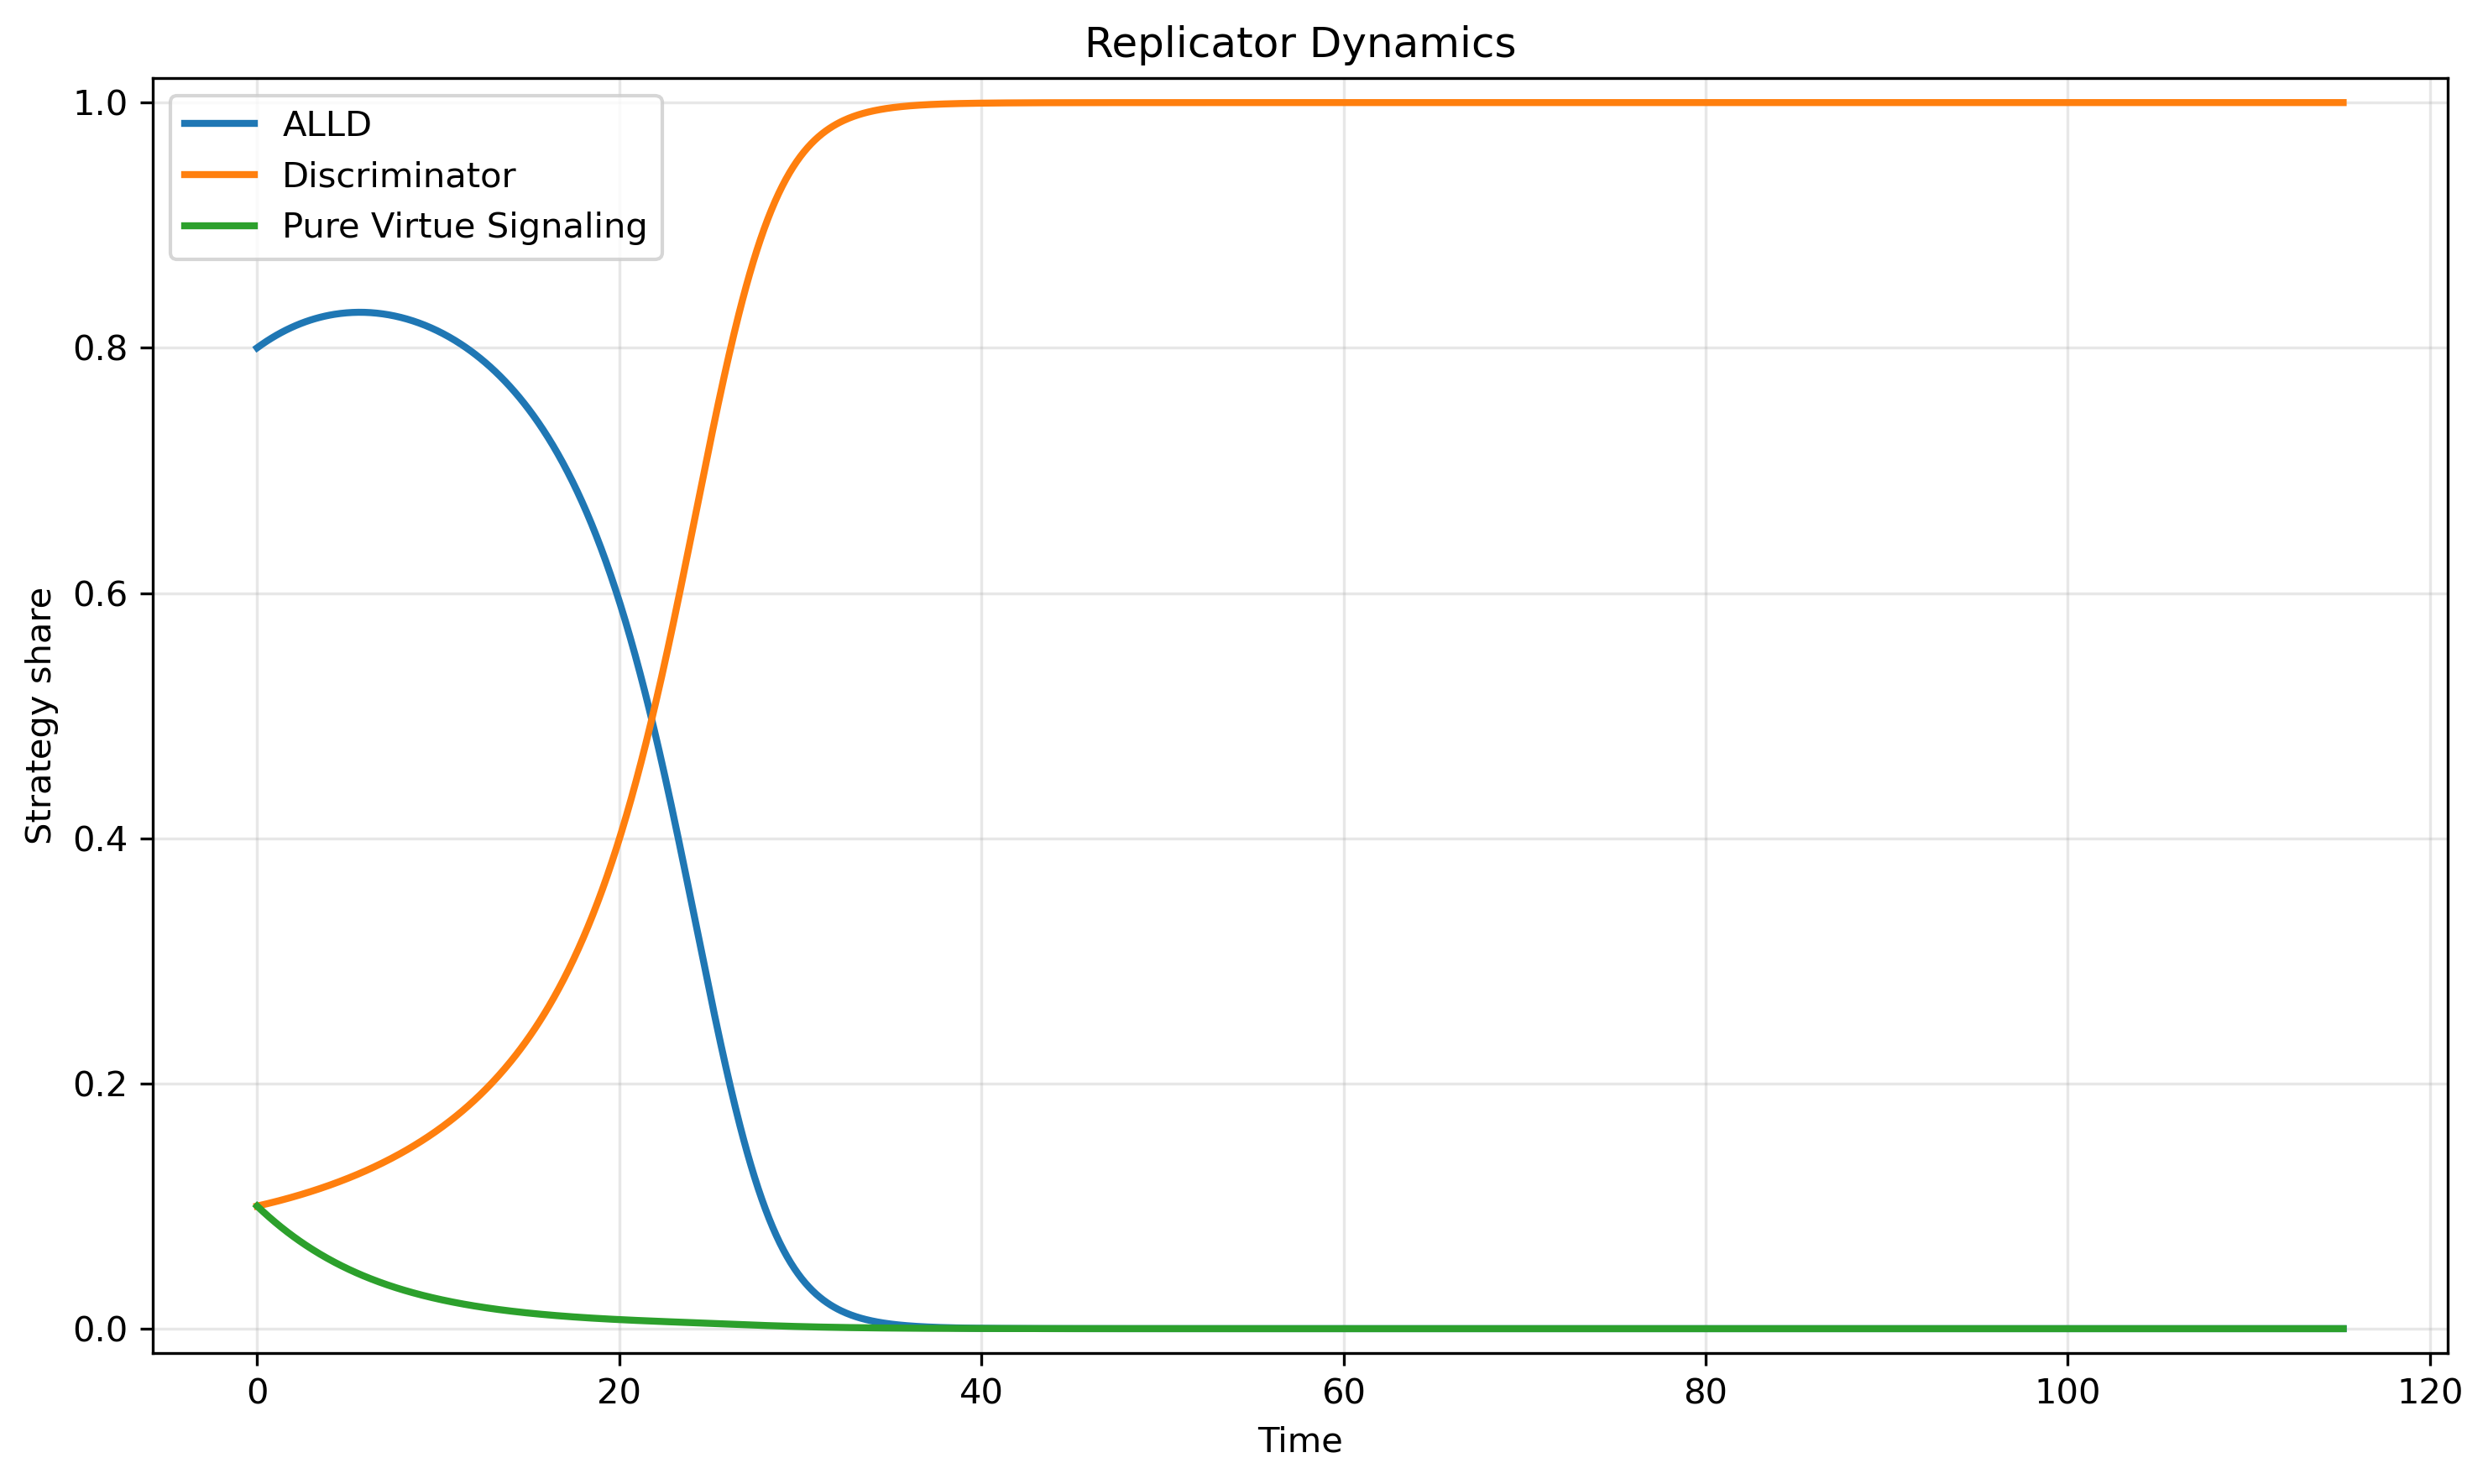 Replicator Dynamics
ALLD
Discriminator
Pure Virtue Signaling
Strategy share
1.0
0.8
0.6
0.4
0.2
0.0
0 20 40 60 80 100 120
Time